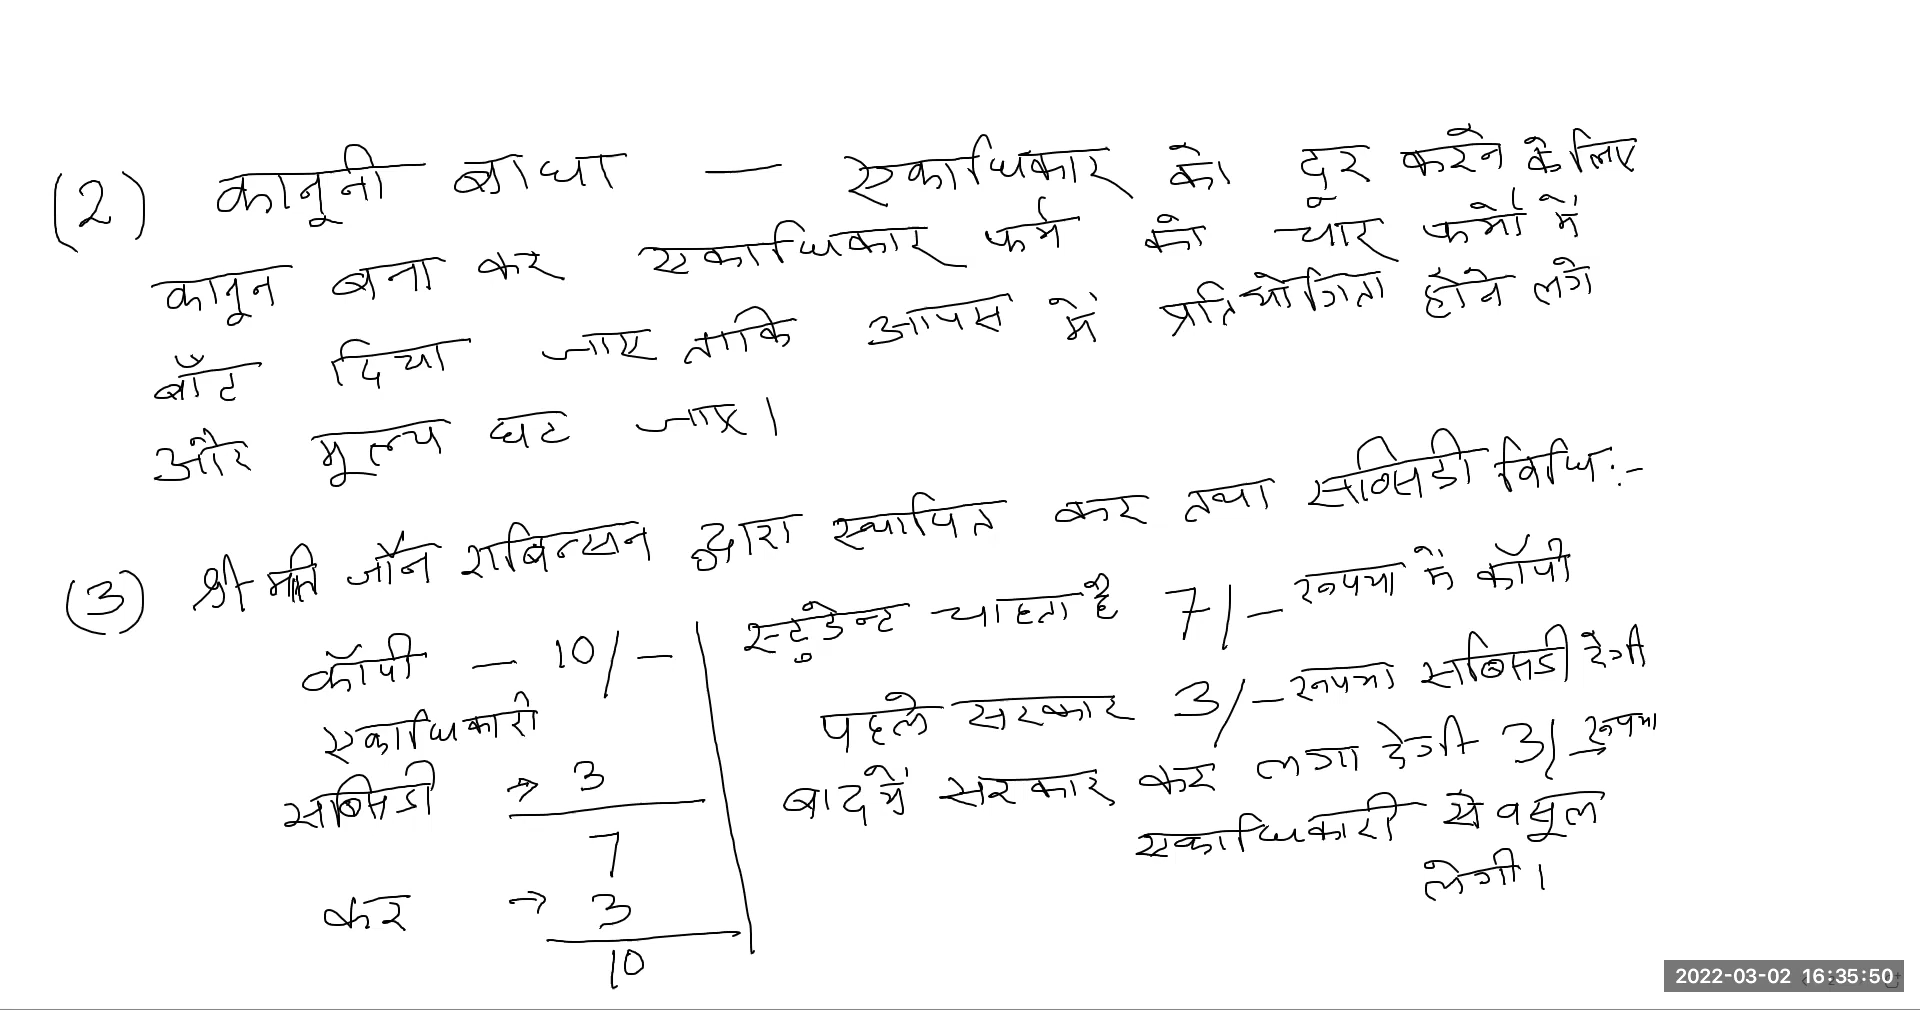 (2) कानूनी बाधा — एकाधिकार को दूर करने के लिए
कानून बना कर एकाधिकार फर्म को चार फर्मों में
बाँट दिया जाए ताकि आपस में प्रतियोगिता होने लगे
और मूल्य घट जाए।
(3) श्रीमती जॉन राबिन्सन द्वारा स्थापित कर तथा सब्सिडी विधि :-
कॉपी — 10/-
एकाधिकारी
सब्सिडी → 3
7
कर → 3
10
स्टुडेन्ट चाहता है 7/- रूपया में कॉपी
पहले सरकार 3/- रूपया सब्सिडी देगी
बाद में सरकार कर लगा देगी 3/- रूपया
एकाधिकारी से वसूल
लेगी।
2022-03-02 16:35:50